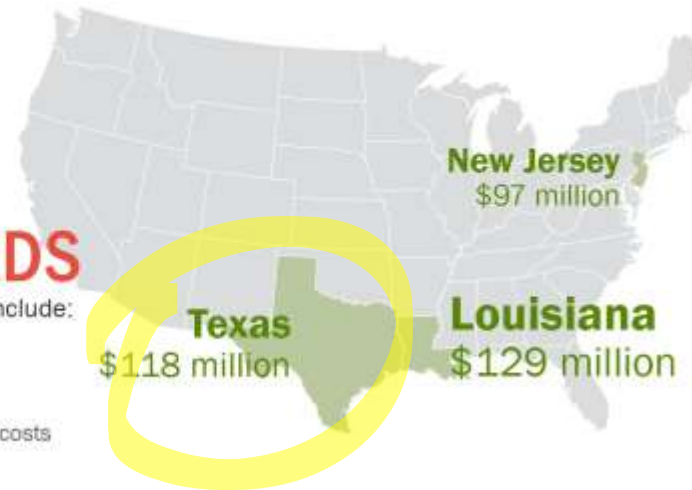 New Jersey
$97 million
DS
nclude:
Texas
$118 million
Louisiana
$129 million
costs